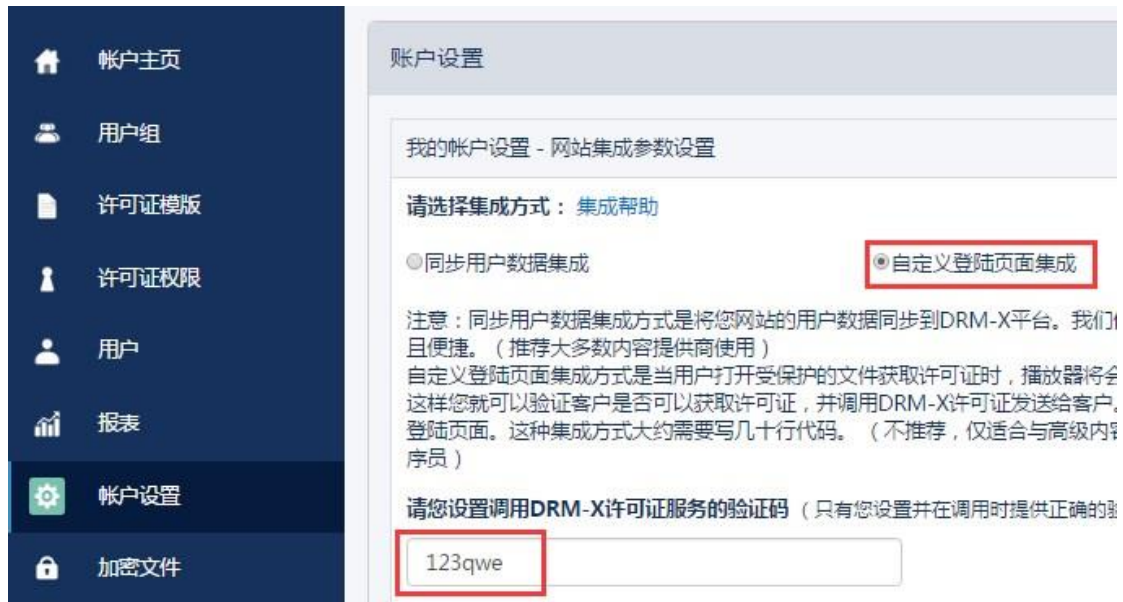 帐户主页
用户组
许可证模版
许可证权限
用户
报表
帐户设置
加密文件
账户设置
我的帐户设置 - 网站集成参数设置
请选择集成方式： 集成帮助
同步用户数据集成
自定义登陆页面集成
注意：同步用户数据集成方式是将您网站的用户数据同步到DRM-X平台。我们
且便捷。（推荐大多数内容提供商使用）
自定义登陆页面集成方式是当用户打开受保护的文件获取许可证时，播放器将会
这样您就可以验证客户是否可以获取许可证，并调用DRM-X许可证发送给客户。
登陆页面。这种集成方式大约需要写几十行代码。 （不推荐，仅适合与高级内容
序员）
请您设置调用DRM-X许可证服务的验证码 （只有您设置并在调用时提供正确的验
123qwe